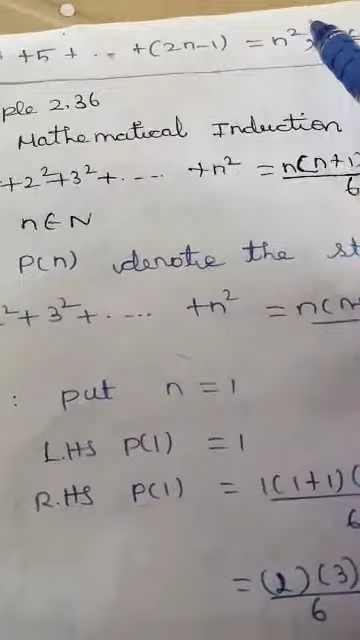 +5 + .. +(2n-1) = n²,
ple 2.36
Mathematical Induction
+2²+3²+..... +n² = n(n+1)/6
n∈N
P(n) denote the st
²+3²+..... +n² = n(n+
: put n = 1
L.HS P(1) = 1
R.HS P(1) = 1(1+1)(/6
= (2)(3)/6